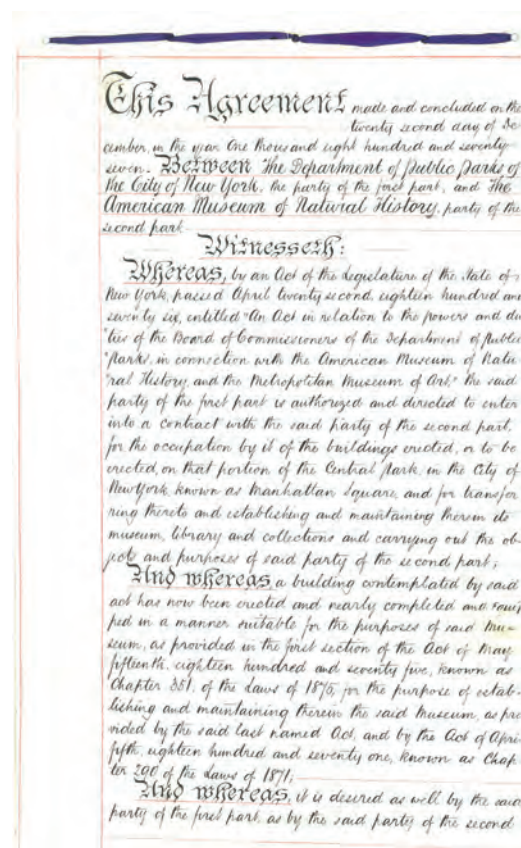 This Agreement made and concluded on the
twenty second day of De
cember, in the year One thousand eight hundred and seventy
seven. Between The Department of Public Parks of
the City of New York, the party of the first part, and The
American Museum of Natural History, party of the
second part
Witnesseth:
Whereas, by an Act of the Legislature of the State of
New York, passed April twenty second, eighteen hundred and
seventy six, entitled "An Act in relation to the powers and du
"ties of the Board of Commissioners of the Department of Public
"Parks, in connection with the American Museum of Natu
"ral History, and the Metropolitan Museum of Art," the said
party of the first part is authorized and directed to enter
into a contract with the said party of the second part,
for the occupation by it of the buildings erected, or to be
erected, on that portion of the Central Park, in the City of
New York, known as Manhattan Square, and for transfer
ring thereto and establishing and maintaining therein its
museum, library and collections and carrying out the ob-
jects and purposes of said party of the second part;
And whereas, a building contemplated by said
act has now been erected and nearly completed and equip
ped in a manner suitable for the purposes of said Mu-
seum, as provided in the first section of the Act of May
fifteenth, eighteen hundred and seventy five, known as
Chapter 351, of the Laws of 1875, for the purpose of estab-
lishing and maintaining therein the said Museum, as pro
vided by the said last named Act, and by the Act of April
fifth, eighteen hundred and seventy one, known as Chap
ter 290 of the Laws of 1871;
And whereas, it is desired as well by the said
party of the first part, as by the said party of the second